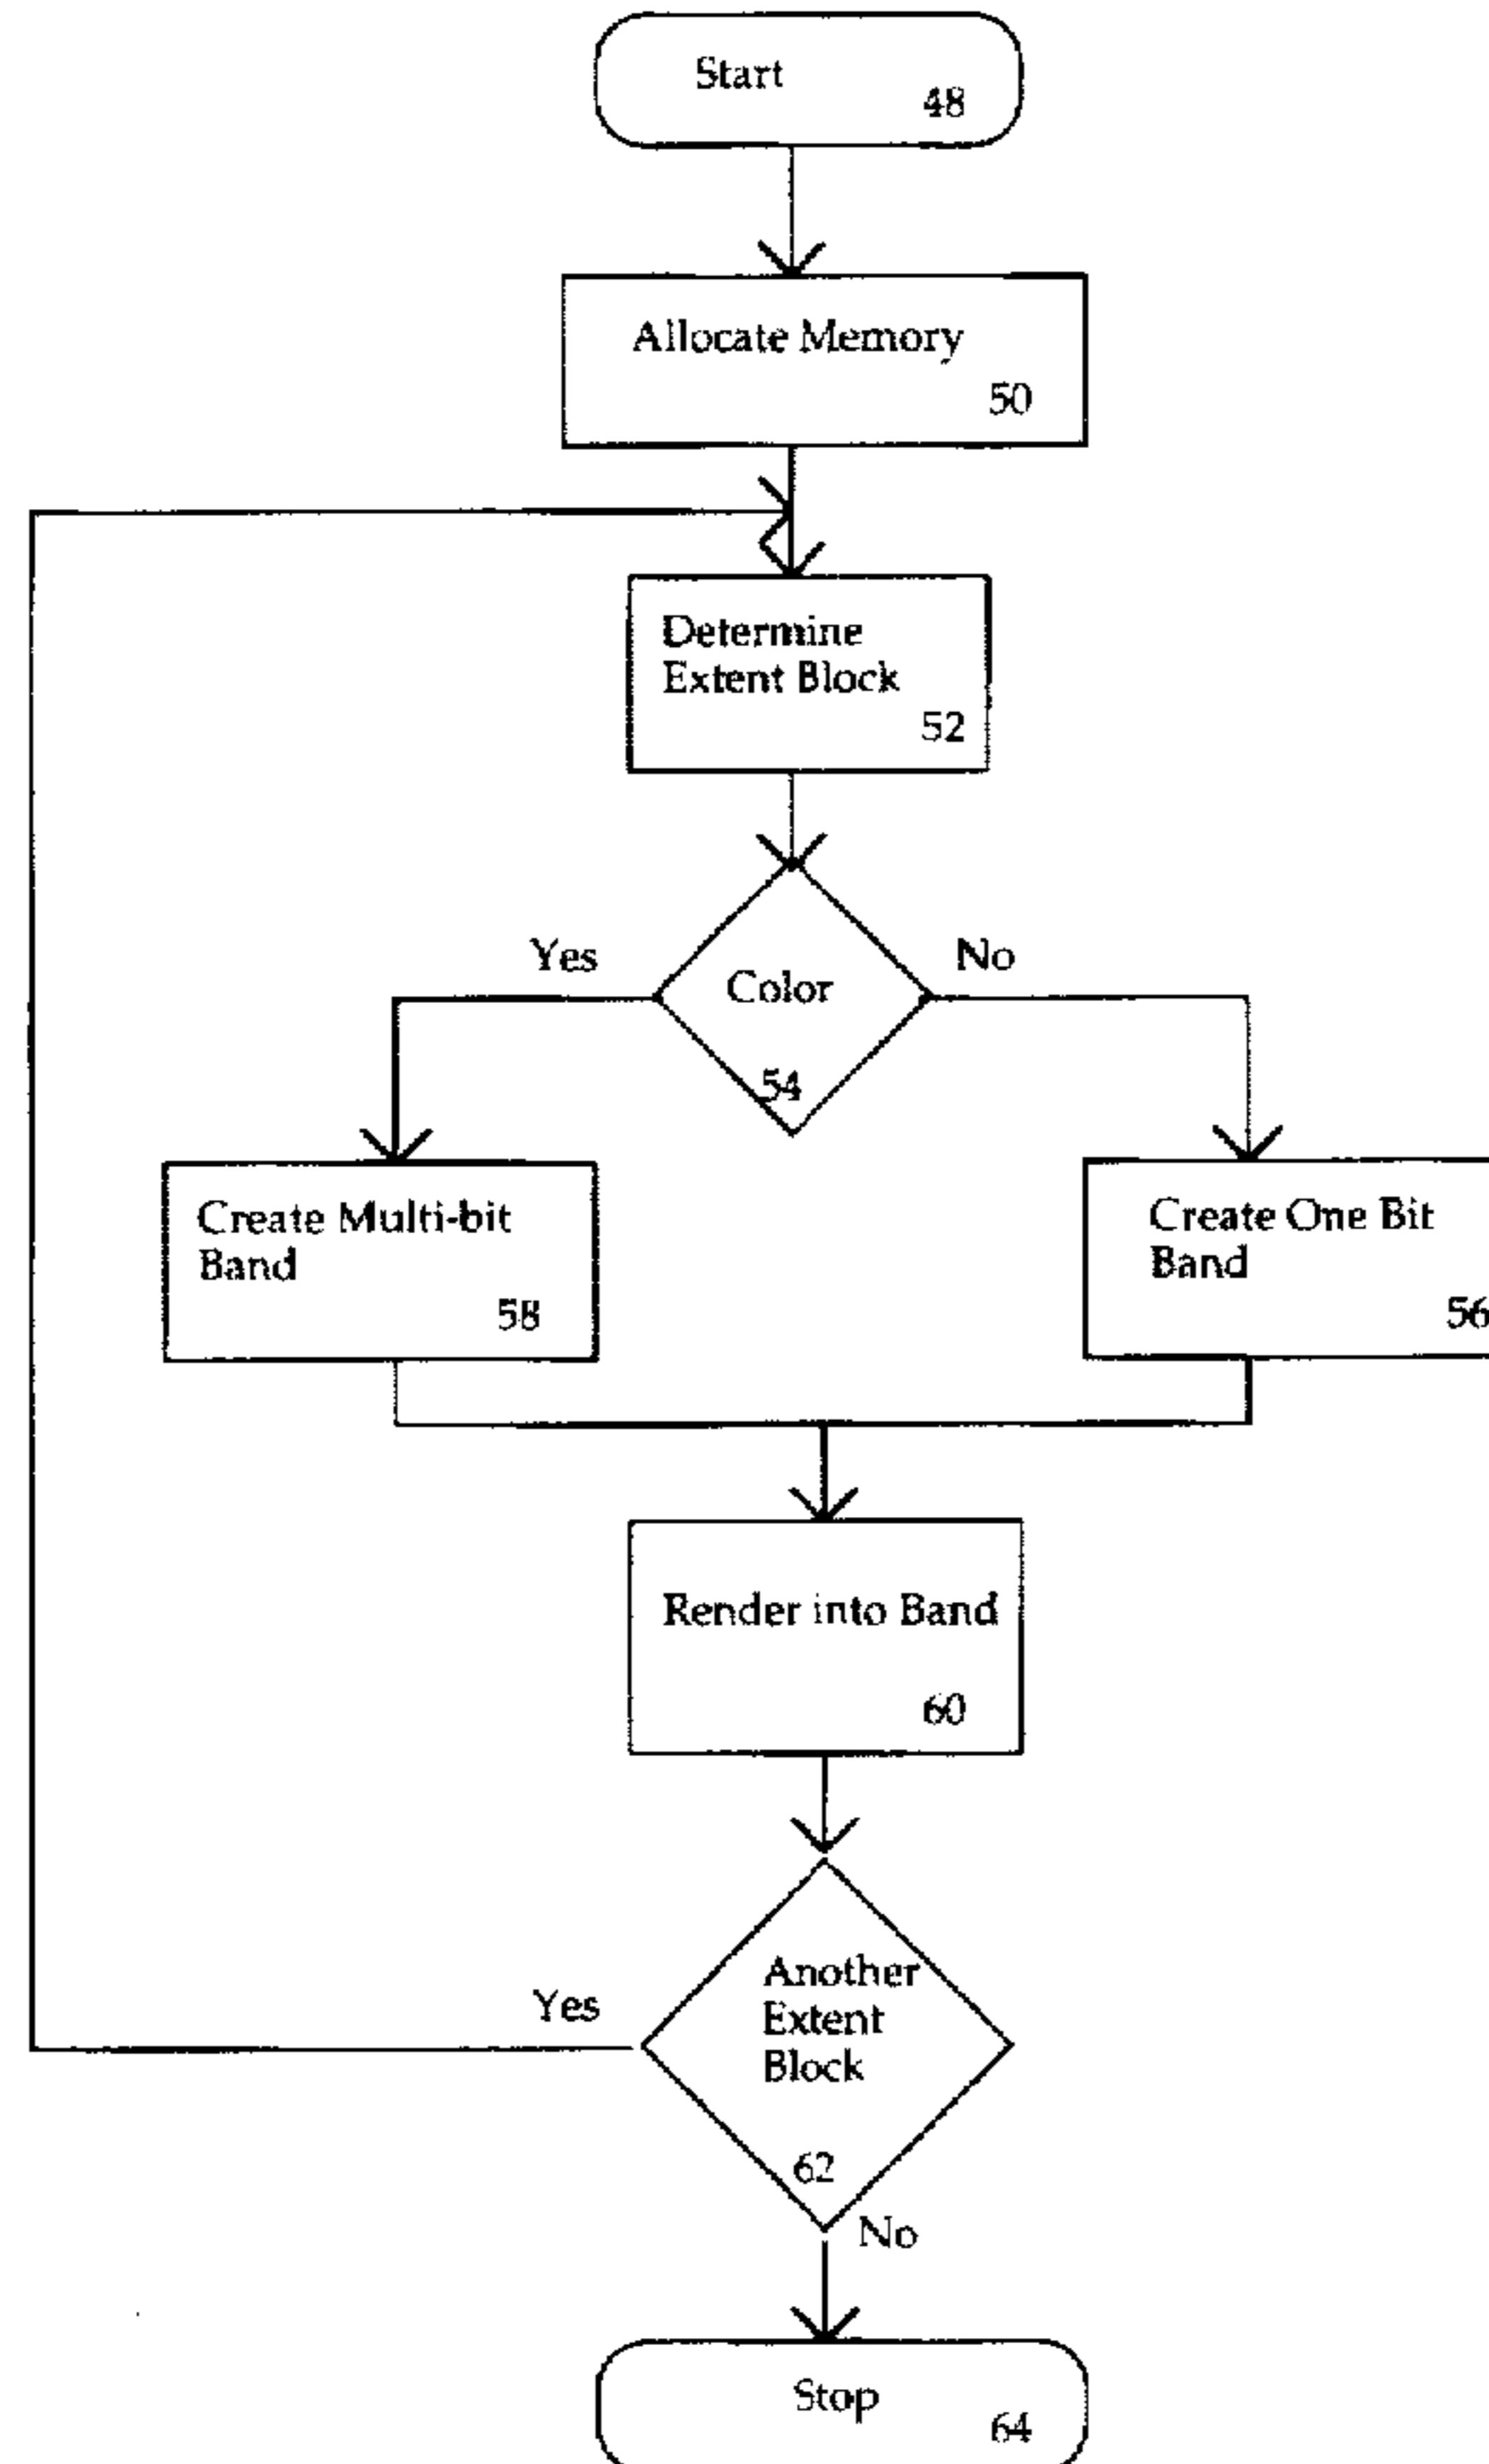 Start
48
Allocate Memory
50
Determine
Extent Block
52
Yes
No
Color
54
Create Multi-bit
Band
58
Create One Bit
Band
56
Render into Band
60
Another
Extent
Block
Yes
62
No
Stop
64